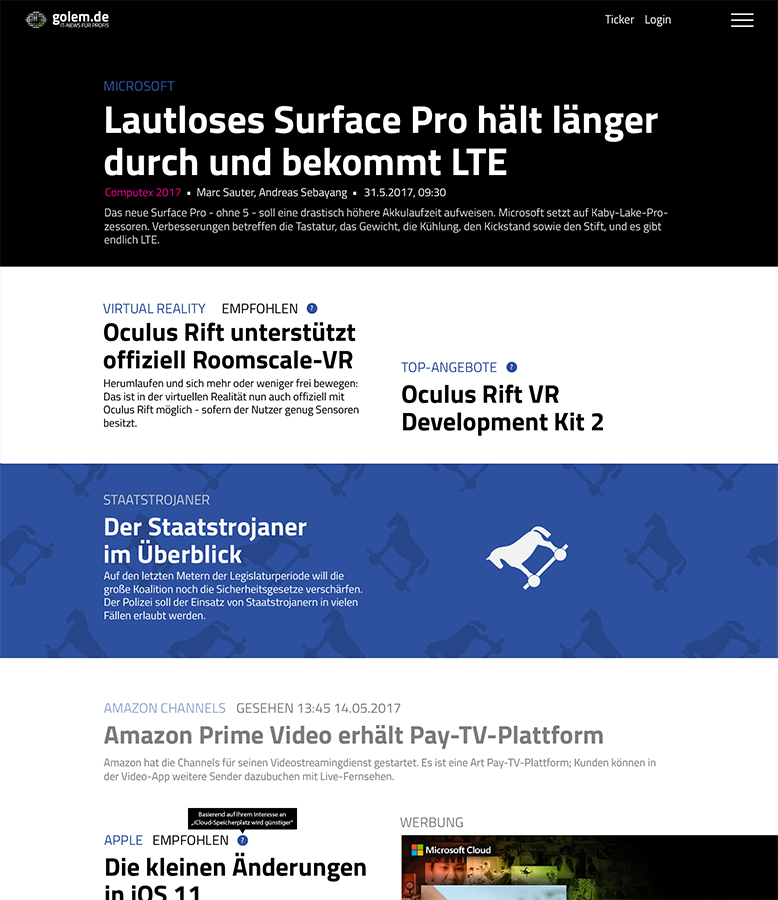 golem.de
IT-NEWS FÜR PROFIS
Ticker Login
MICROSOFT
Lautloses Surface Pro hält länger
durch und bekommt LTE
Computex 2017 • Marc Sauter, Andreas Sebayang • 31.5.2017, 09:30
Das neue Surface Pro - ohne 5 - soll eine drastisch höhere Akkulaufzeit aufweisen. Microsoft setzt auf Kaby-Lake-Pro-
zessoren. Verbesserungen betreffen die Tastatur, das Gewicht, die Kühlung, den Kickstand sowie den Stift, und es gibt
endlich LTE.
VIRTUAL REALITY EMPFOHLEN ?
Oculus Rift unterstützt
offiziell Roomscale-VR
Herumlaufen und sich mehr oder weniger frei bewegen:
Das ist in der virtuellen Realität nun auch offiziell mit
Oculus Rift möglich - sofern der Nutzer genug Sensoren
besitzt.
TOP-ANGEBOTE ?
Oculus Rift VR
Development Kit 2
STAATSTROJANER
Der Staatstrojaner
im Überblick
Auf den letzten Metern der Legislaturperiode will die
große Koalition noch die Sicherheitsgesetze verschärfen.
Der Polizei soll der Einsatz von Staatstrojanern in vielen
Fällen erlaubt werden.
AMAZON CHANNELS GESEHEN 13:45 14.05.2017
Amazon Prime Video erhält Pay-TV-Plattform
Amazon hat die Channels für seinen Videostreamingdienst gestartet. Es ist eine Art Pay-TV-Plattform; Kunden können in
der Video-App weitere Sender dazubuchen mit Live-Fernsehen.
Basierend auf Ihrem Interesse an
„iCloud-Speicherplatz wird günstiger"
APPLE EMPFOHLEN ?
Die kleinen Änderungen
in iOS 11
WERBUNG
Microsoft Cloud